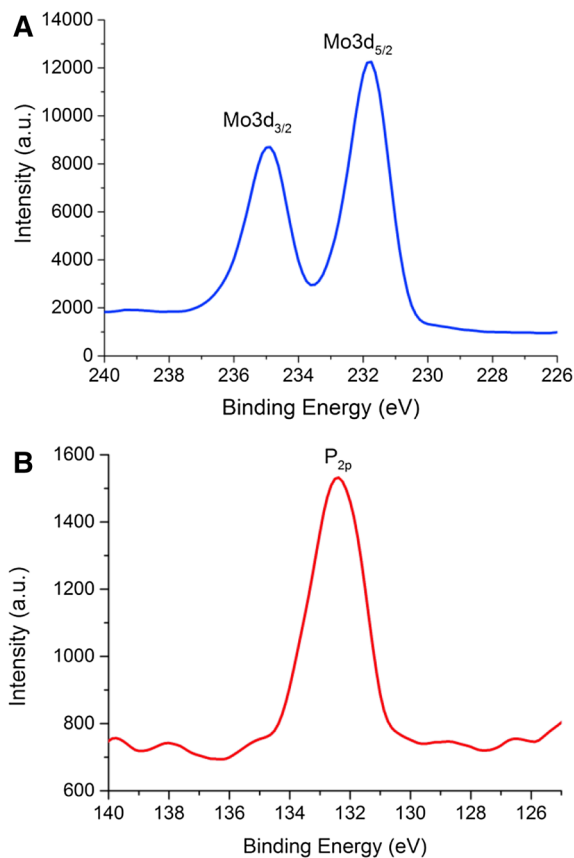 A
14000
12000
10000
8000
6000
4000
2000
0
Intensity (a.u.)
Mo3d5/2
Mo3d3/2
240 238 236 234 232 230 228 226
Binding Energy (eV)
B
1600
1400
1200
1000
800
600
Intensity (a.u.)
P2p
140 138 136 134 132 130 128 126
Binding Energy (eV)